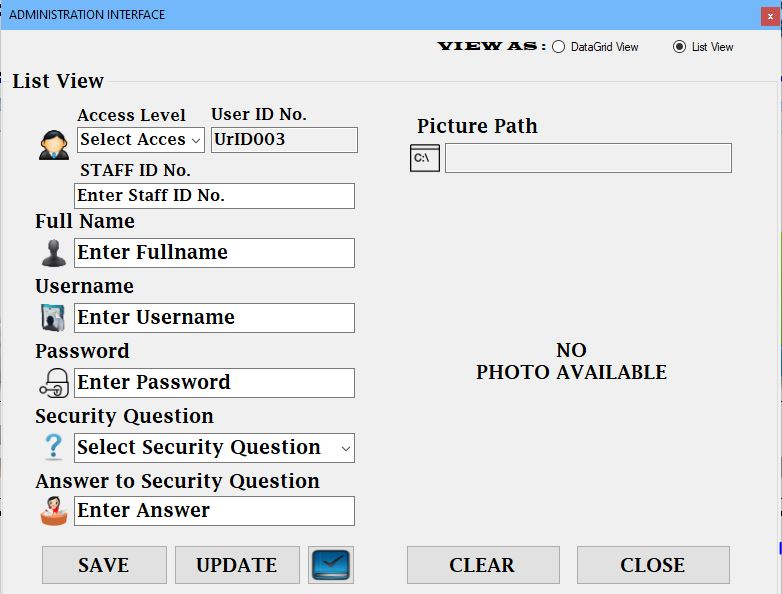 ADMINISTRATION INTERFACE
x
VIEW AS :
DataGrid View
List View
List View
Access Level
User ID No.
Select Acces
UrID003
STAFF ID No.
Enter Staff ID No.
Full Name
Enter Fullname
Username
Enter Username
Password
Enter Password
Security Question
?
Select Security Question
Answer to Security Question
Enter Answer
Picture Path
C:\
NO
PHOTO AVAILABLE
SAVE
UPDATE
CLEAR
CLOSE